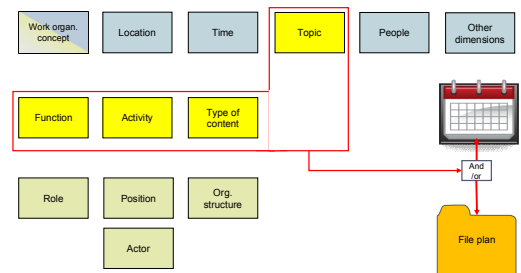 Work organ.
concept
Location
Time
Topic
People
Other
dimensions
Function
Activity
Type of
content
And
/or
Role
Position
Org.
structure
File plan
Actor